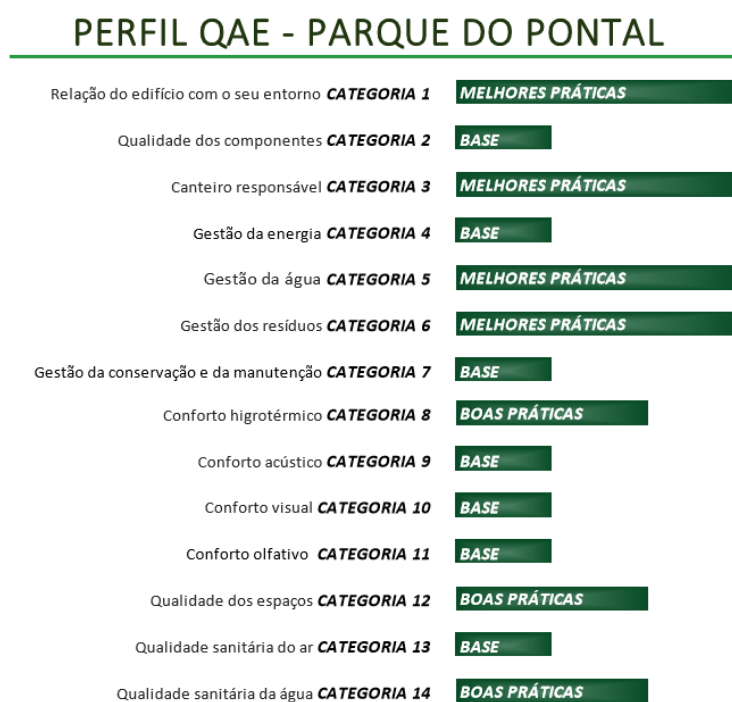 PERFIL QAE - PARQUE DO PONTAL
Relação do edifício com o seu entorno CATEGORIA 1 MELHORES PRÁTICAS
Qualidade dos componentes CATEGORIA 2 BASE
Canteiro responsável CATEGORIA 3 MELHORES PRÁTICAS
Gestão da energia CATEGORIA 4 BASE
Gestão da água CATEGORIA 5 MELHORES PRÁTICAS
Gestão dos resíduos CATEGORIA 6 MELHORES PRÁTICAS
Gestão da conservação e da manutenção CATEGORIA 7 BASE
Conforto higrotérmico CATEGORIA 8 BOAS PRÁTICAS
Conforto acústico CATEGORIA 9 BASE
Conforto visual CATEGORIA 10 BASE
Conforto olfativo CATEGORIA 11 BASE
Qualidade dos espaços CATEGORIA 12 BOAS PRÁTICAS
Qualidade sanitária do ar CATEGORIA 13 BASE
Qualidade sanitária da água CATEGORIA 14 BOAS PRÁTICAS